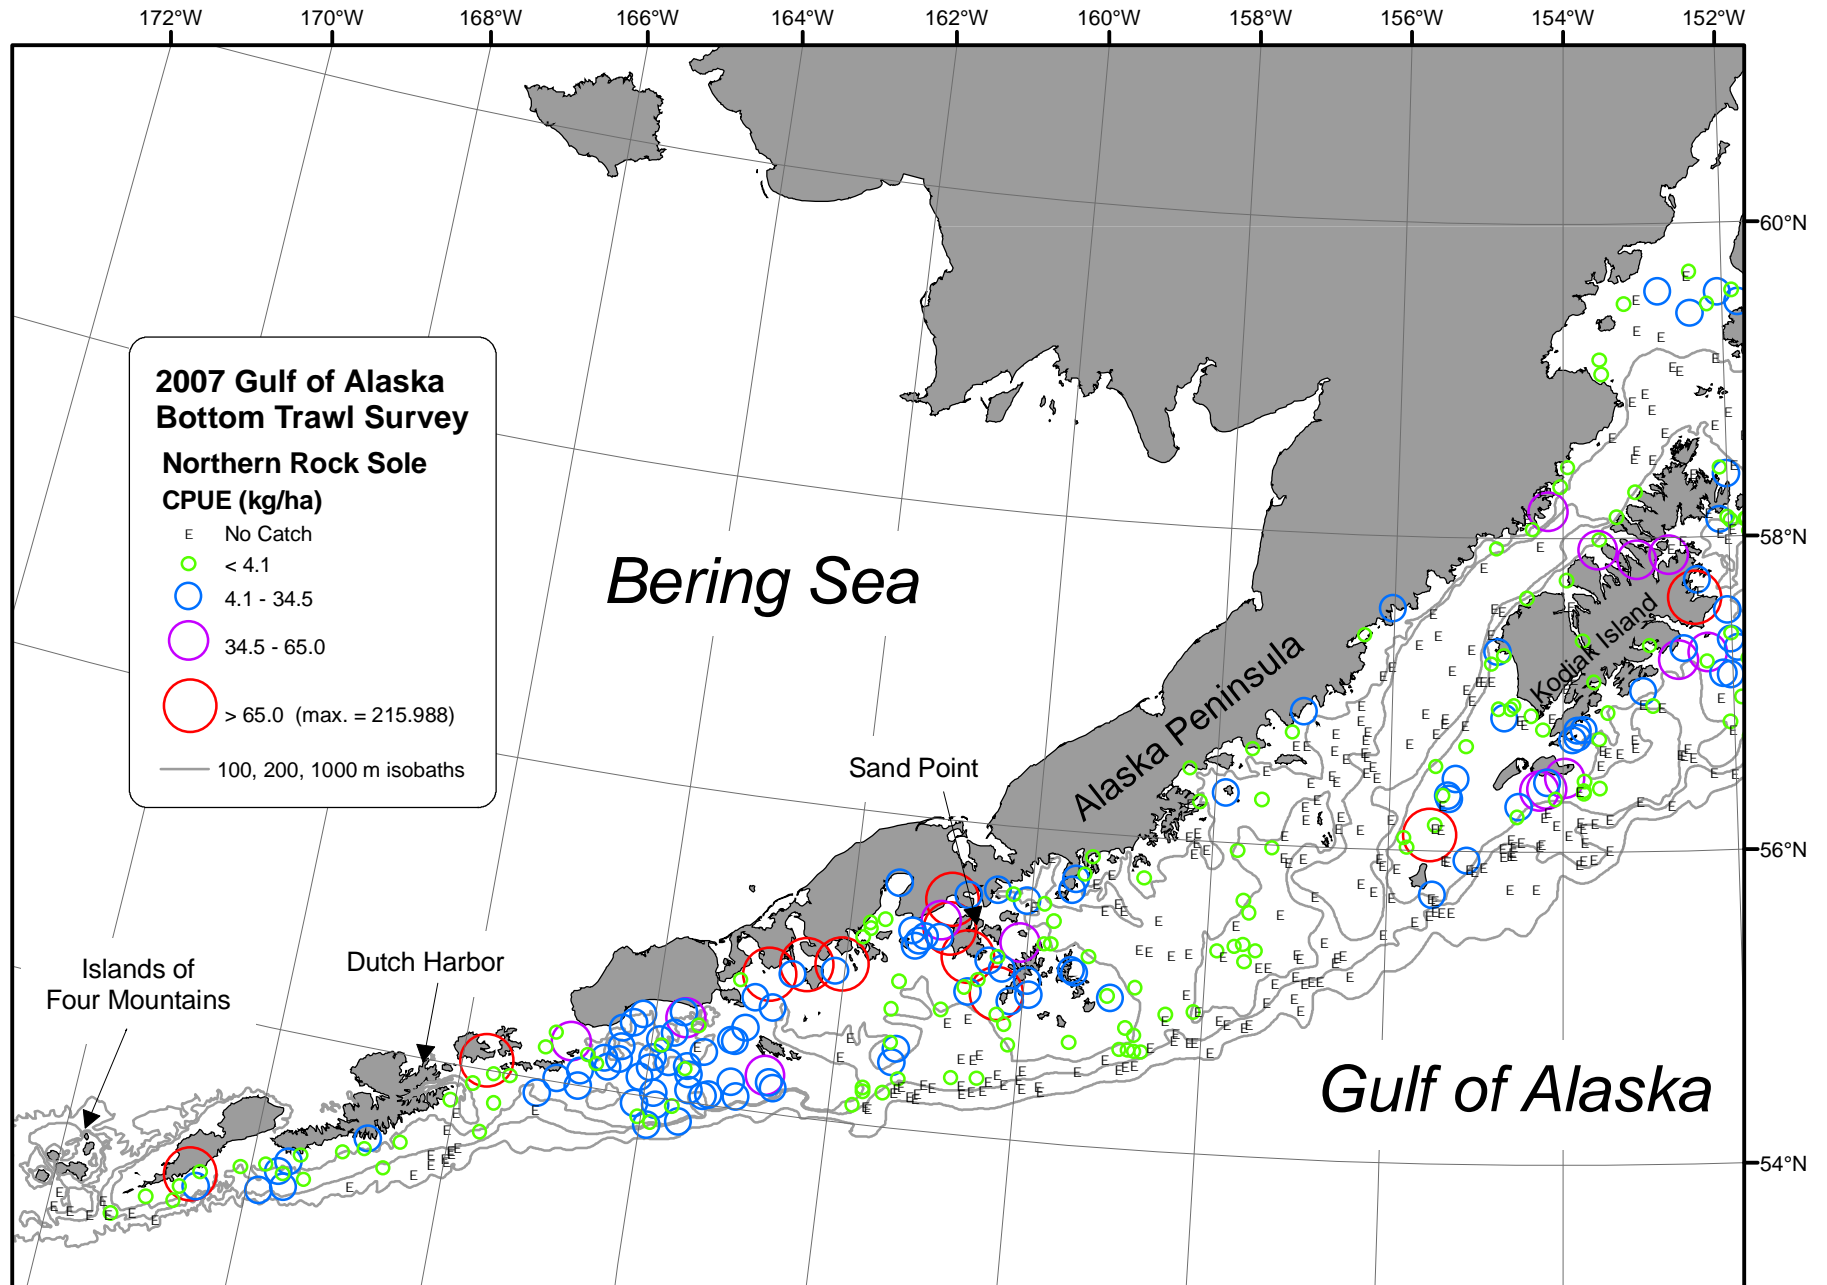 172°W 170°W 168°W 166°W 164°W 162°W 160°W 158°W 156°W 154°W 152°W
60°N
2007 Gulf of Alaska
Bottom Trawl Survey
Northern Rock Sole
CPUE (kg/ha)
E No Catch
< 4.1
4.1 - 34.5
34.5 - 65.0
> 65.0 (max. = 215.988)
100, 200, 1000 m isobaths
58°N
Bering Sea
Kodiak Island
Alaska Peninsula
Sand Point
56°N
Dutch Harbor
Islands of
Four Mountains
Gulf of Alaska
54°N